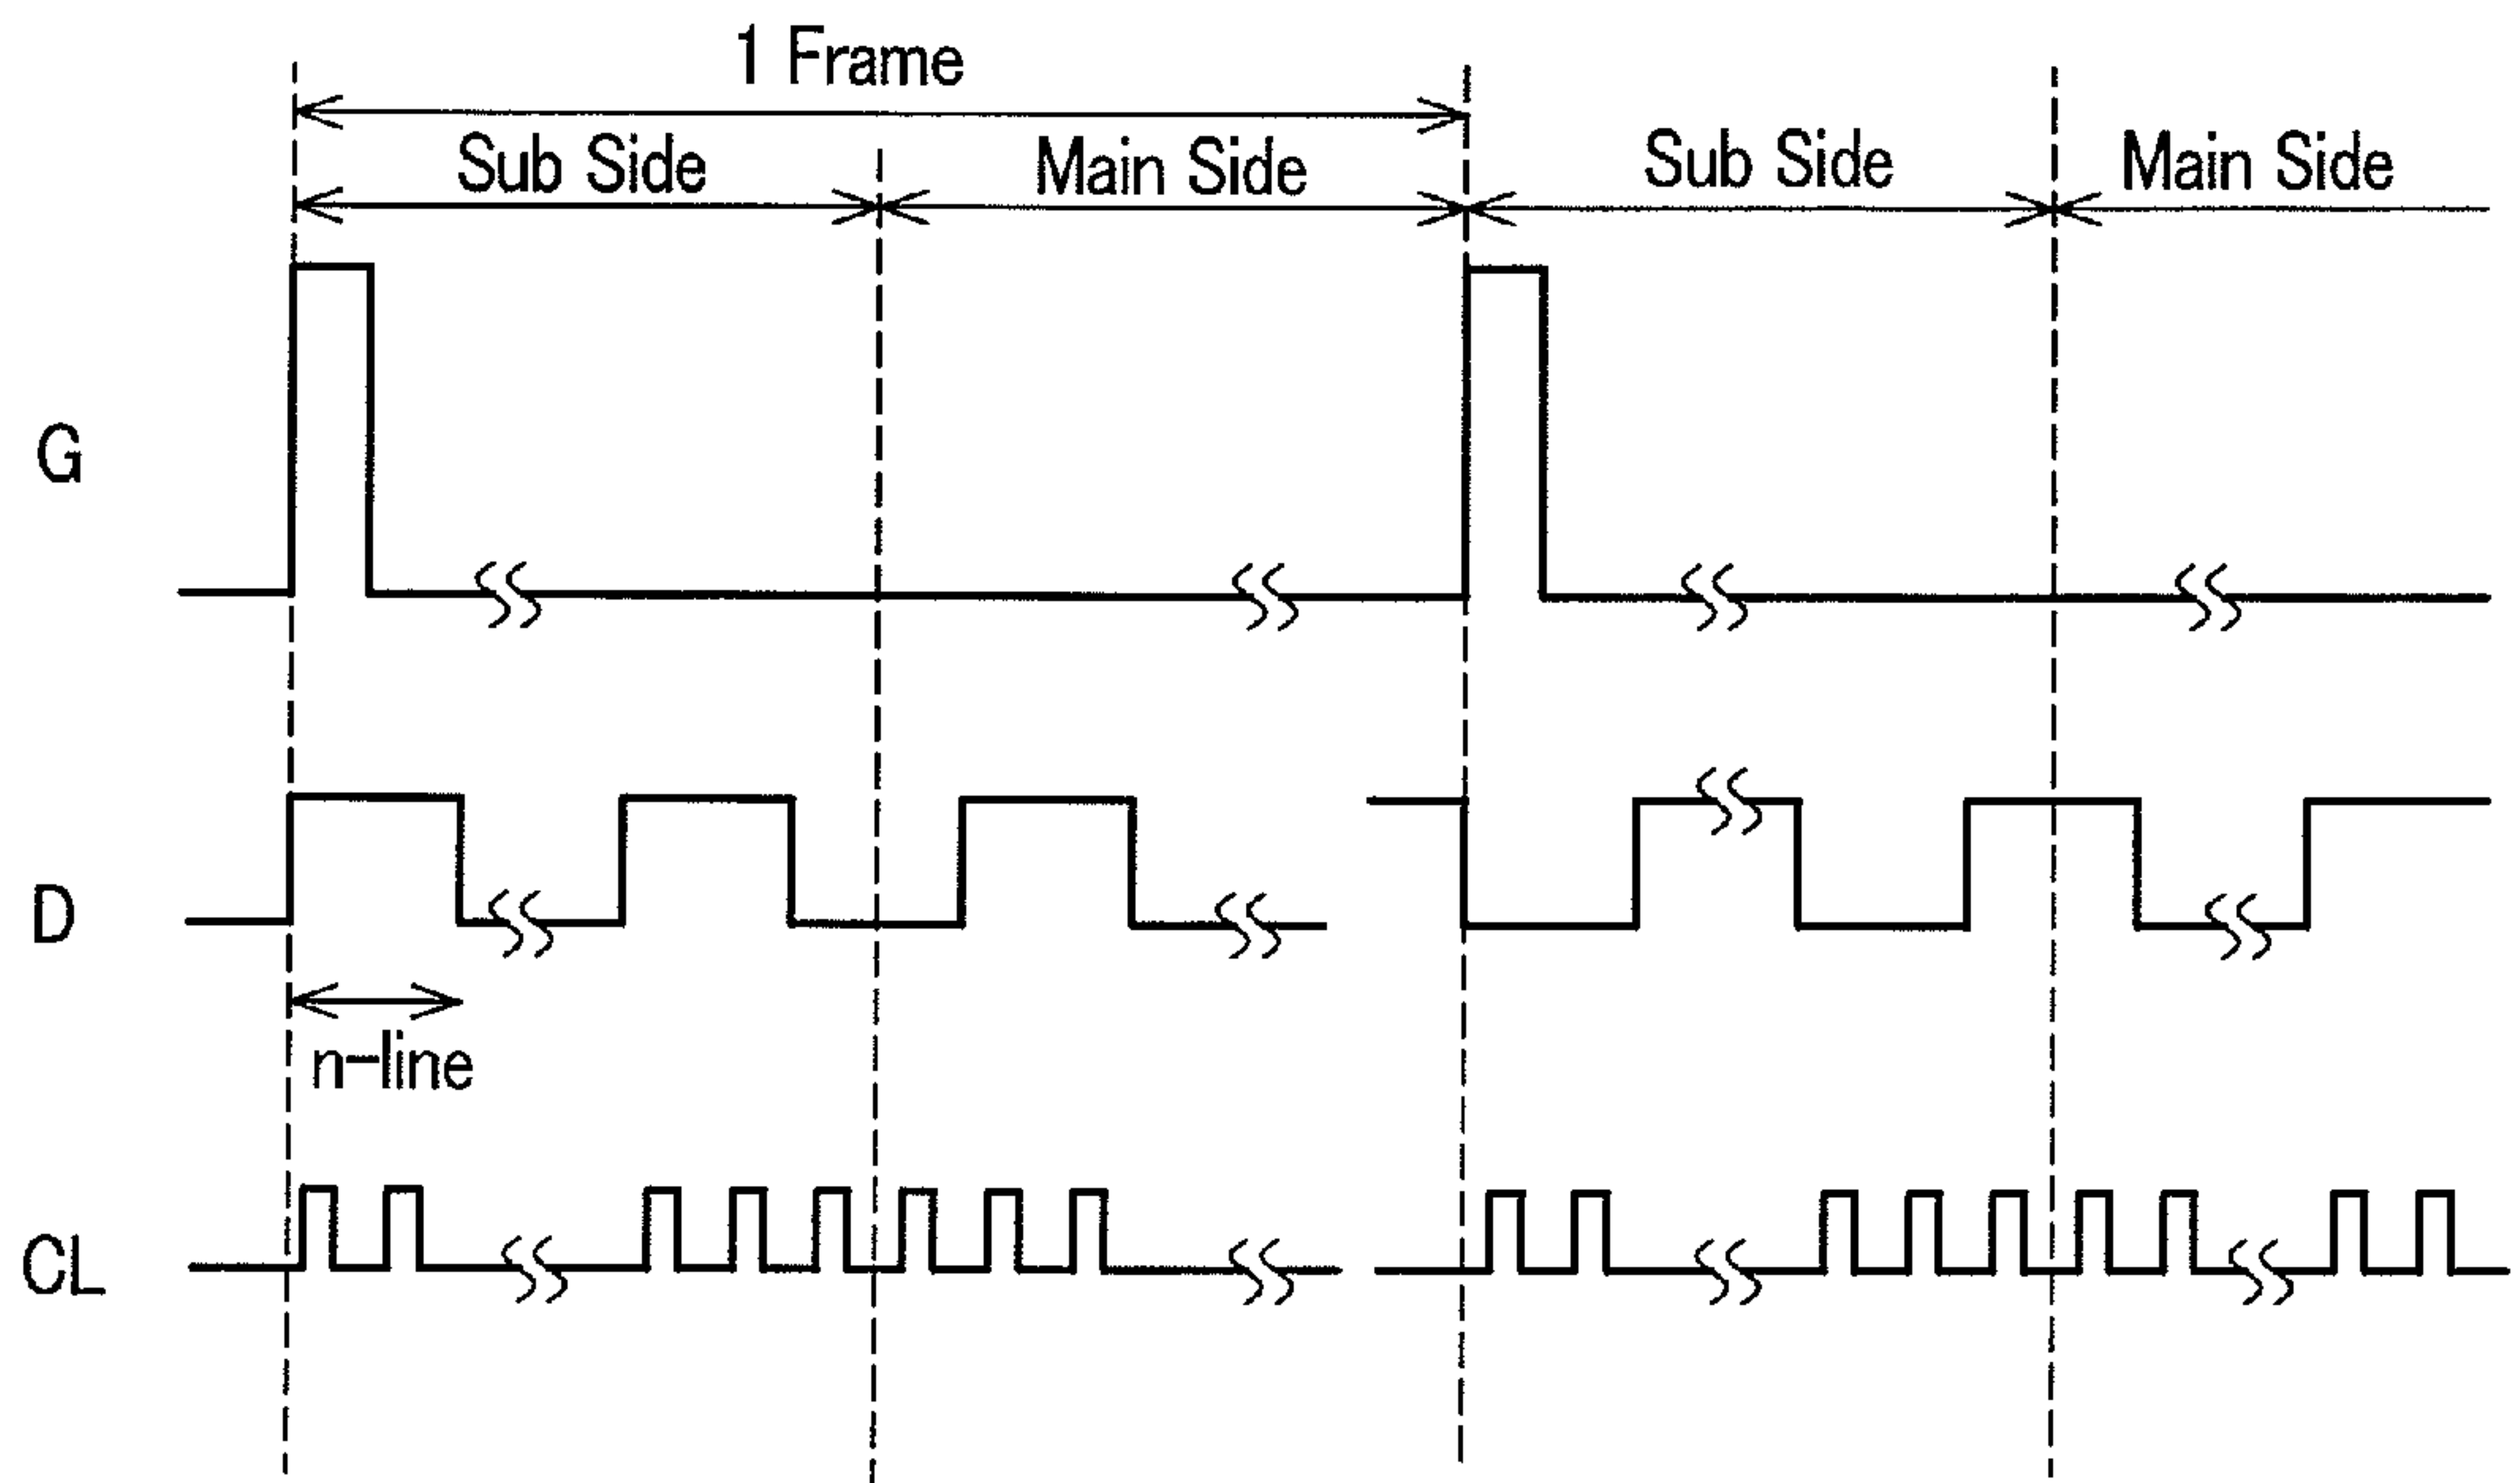 1 Frame
Sub Side Main Side Sub Side Main Side
G
D
n-line
CL